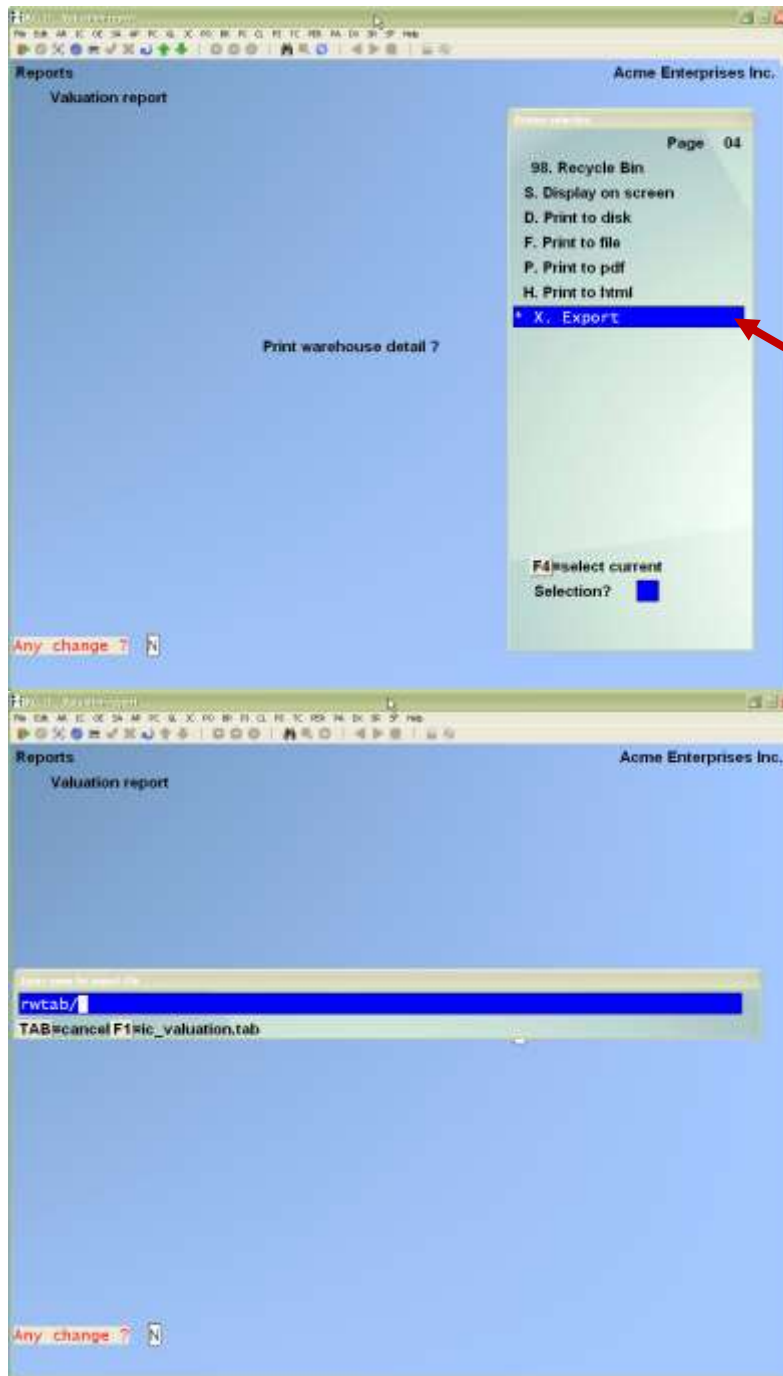 Reports
Acme Enterprises Inc.
Valuation report
Page 04
98. Recycle Bin
S. Display on screen
D. Print to disk
F. Print to file
P. Print to pdf
H. Print to html
* X. Export
Print warehouse detail ?
F4=select current
Selection?
Any change ? N
Reports
Acme Enterprises Inc.
Valuation report
rwtab/
TAB=cancel F1=ic_valuation.tab
Any change ? N